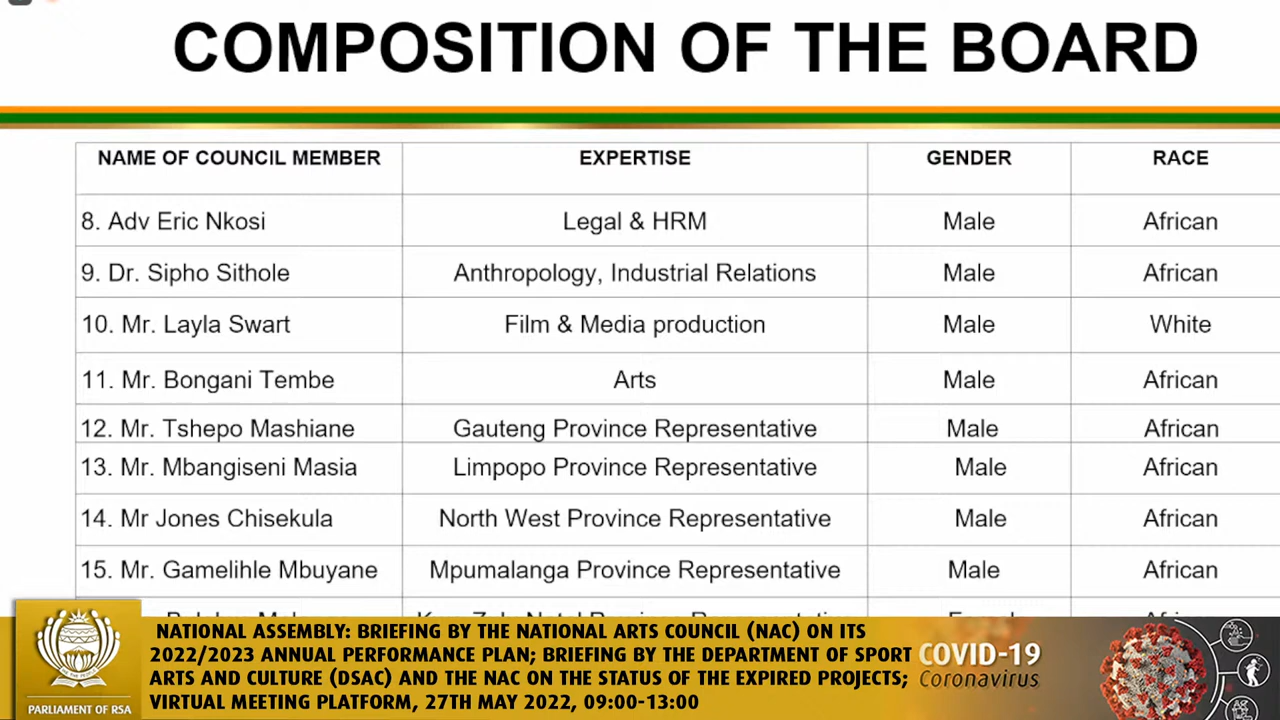 COMPOSITION OF THE BOARD
NAME OF COUNCIL MEMBER EXPERTISE GENDER RACE
8. Adv Eric Nkosi Legal & HRM Male African
9. Dr. Sipho Sithole Anthropology, Industrial Relations Male African
10. Mr. Layla Swart Film & Media production Male White
11. Mr. Bongani Tembe Arts Male African
12. Mr. Tshepo Mashiane Gauteng Province Representative Male African
13. Mr. Mbangiseni Masia Limpopo Province Representative Male African
14. Mr Jones Chisekula North West Province Representative Male African
15. Mr. Gamelihle Mbuyane Mpumalanga Province Representative Male African
NATIONAL ASSEMBLY: BRIEFING BY THE NATIONAL ARTS COUNCIL (NAC) ON ITS
2022/2023 ANNUAL PERFORMANCE PLAN; BRIEFING BY THE DEPARTMENT OF SPORT
ARTS AND CULTURE (DSAC) AND THE NAC ON THE STATUS OF THE EXPIRED PROJECTS;
VIRTUAL MEETING PLATFORM, 27TH MAY 2022, 09:00-13:00
PARLIAMENT OF RSA
COVID-19
Coronavirus